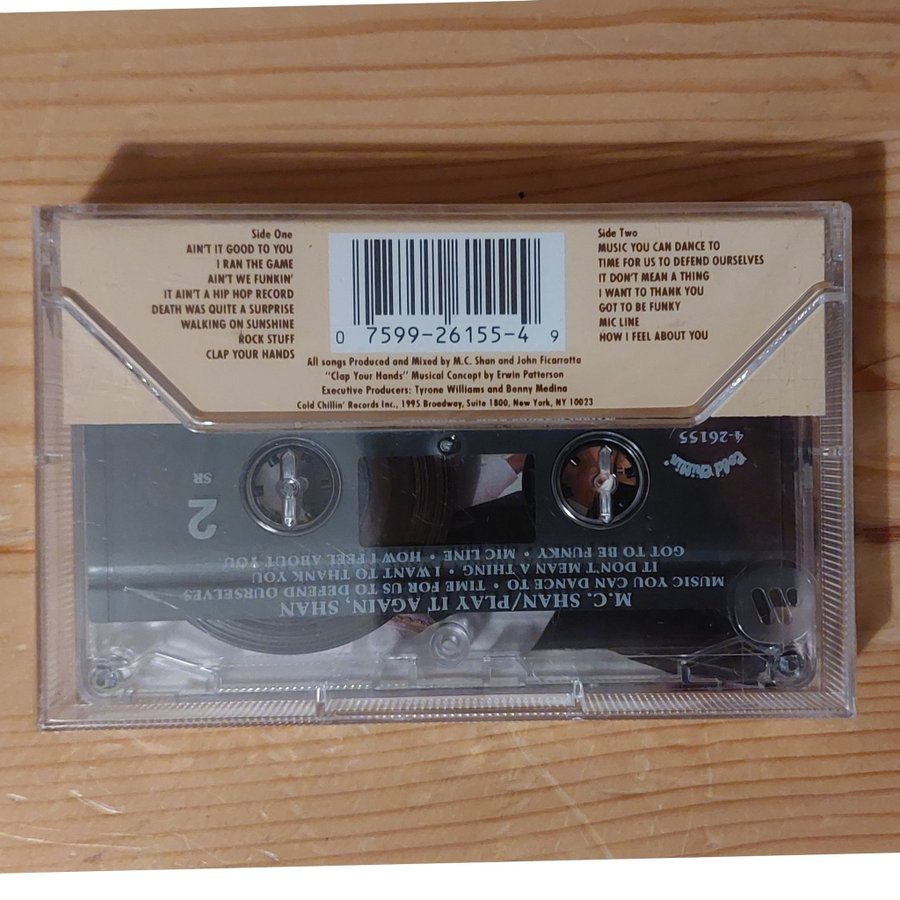 Side One
AIN'T IT GOOD TO YOU
I RAN THE GAME
AIN'T WE FUNKIN'
IT AIN'T A HIP HOP RECORD
DEATH WAS QUITE A SURPRISE
WALKING ON SUNSHINE
ROCK STUFF
CLAP YOUR HANDS
0 7599-26155-4 9
Side Two
MUSIC YOU CAN DANCE TO
TIME FOR US TO DEFEND OURSELVES
IT DON'T MEAN A THING
I WANT TO THANK YOU
GOT TO BE FUNKY
MIC LINE
HOW I FEEL ABOUT YOU
All songs Produced and Mixed by M.C. Shan and John Ficarrotta
"Clap Your Hands" Musical Concept by Erwin Patterson
Executive Producers: Tyrone Williams and Benny Medina
Cold Chillin' Records Inc., 1995 Broadway, Suite 1800, New York, NY 10023
M.C. SHAN/PLAY IT AGAIN, SHAN
MUSIC YOU CAN DANCE TO • TIME FOR US TO DEFEND OURSELVES
IT DON'T MEAN A THING • I WANT TO THANK YOU
GOT TO BE FUNKY • MIC LINE • HOW I FEEL ABOUT YOU
2
SR
Cold Chillin'
4-26155